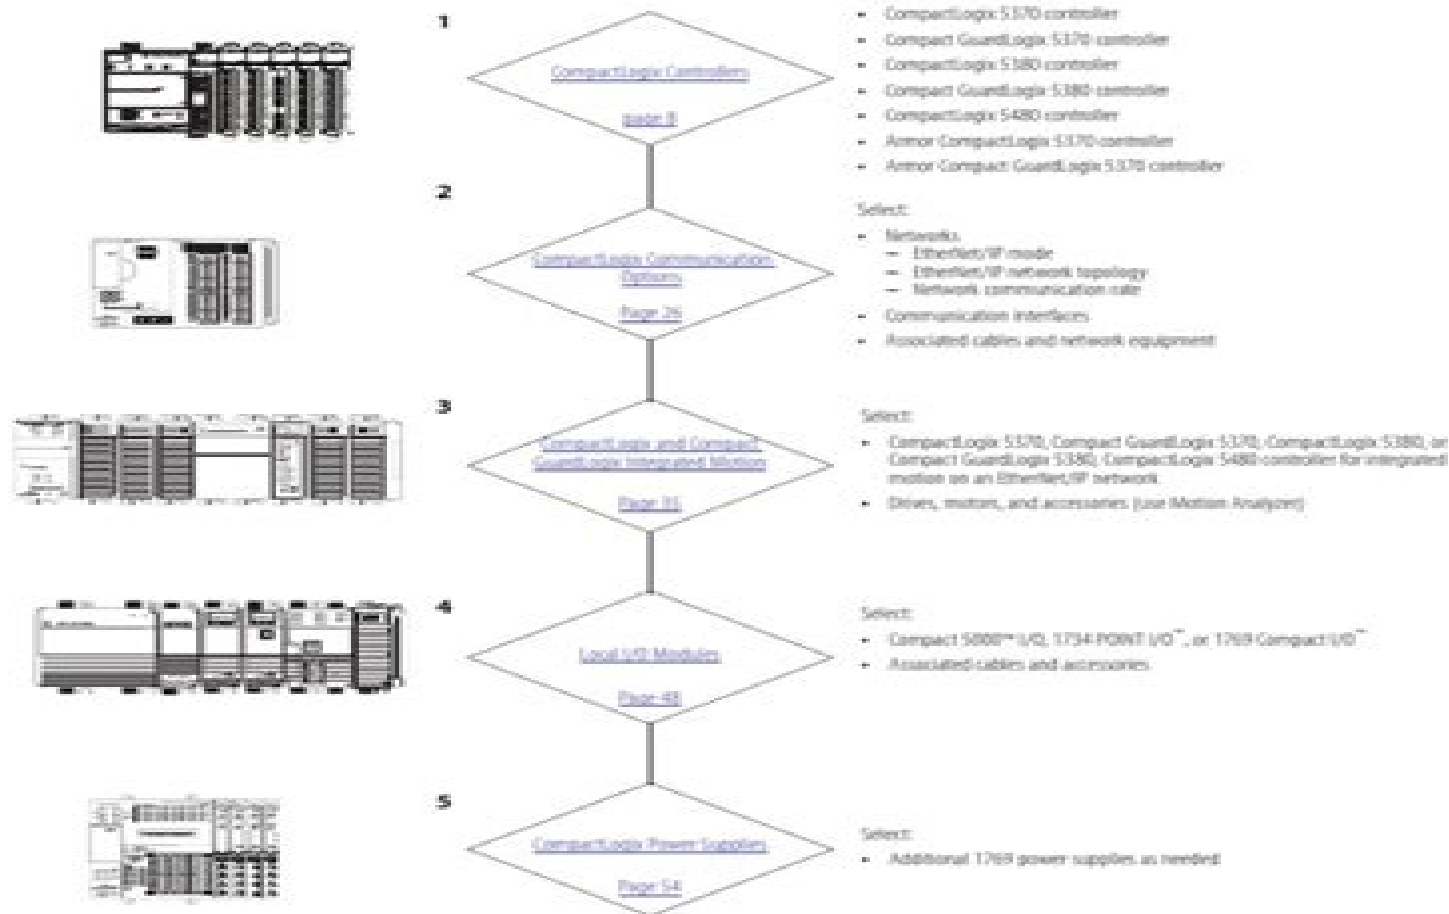 1
CompactLogix Controllers
page 8
• CompactLogix 5370 controller
• Compact GuardLogix 5370 controller
• CompactLogix 5380 controller
• Compact GuardLogix 5380 controller
• CompactLogix 5480 controller
• Armor CompactLogix 5370 controller
• Armor Compact GuardLogix 5370 controller
2
CompactLogix Communication
Options
Page 26
Select:
• Networks
– EtherNet/IP mode
– EtherNet/IP network topology
– Network communication rate
• Communication interfaces
• Associated cables and network equipment
3
CompactLogix and Compact
GuardLogix Integrated Motion
Page 35
Select:
• CompactLogix 5370, Compact GuardLogix 5370, CompactLogix 5380, or
Compact GuardLogix 5380, CompactLogix 5480 controller for integrated
motion on an EtherNet/IP network
• Drives, motors, and accessories (use Motion Analyzer)
4
Local I/O Modules
Page 48
Select:
• Compact 5000™ I/O, 1734 POINT I/O™, or 1769 Compact I/O™
• Associated cables and accessories
5
CompactLogix Power Supplies
Page 54
Select:
• Additional 1769 power supplies as needed